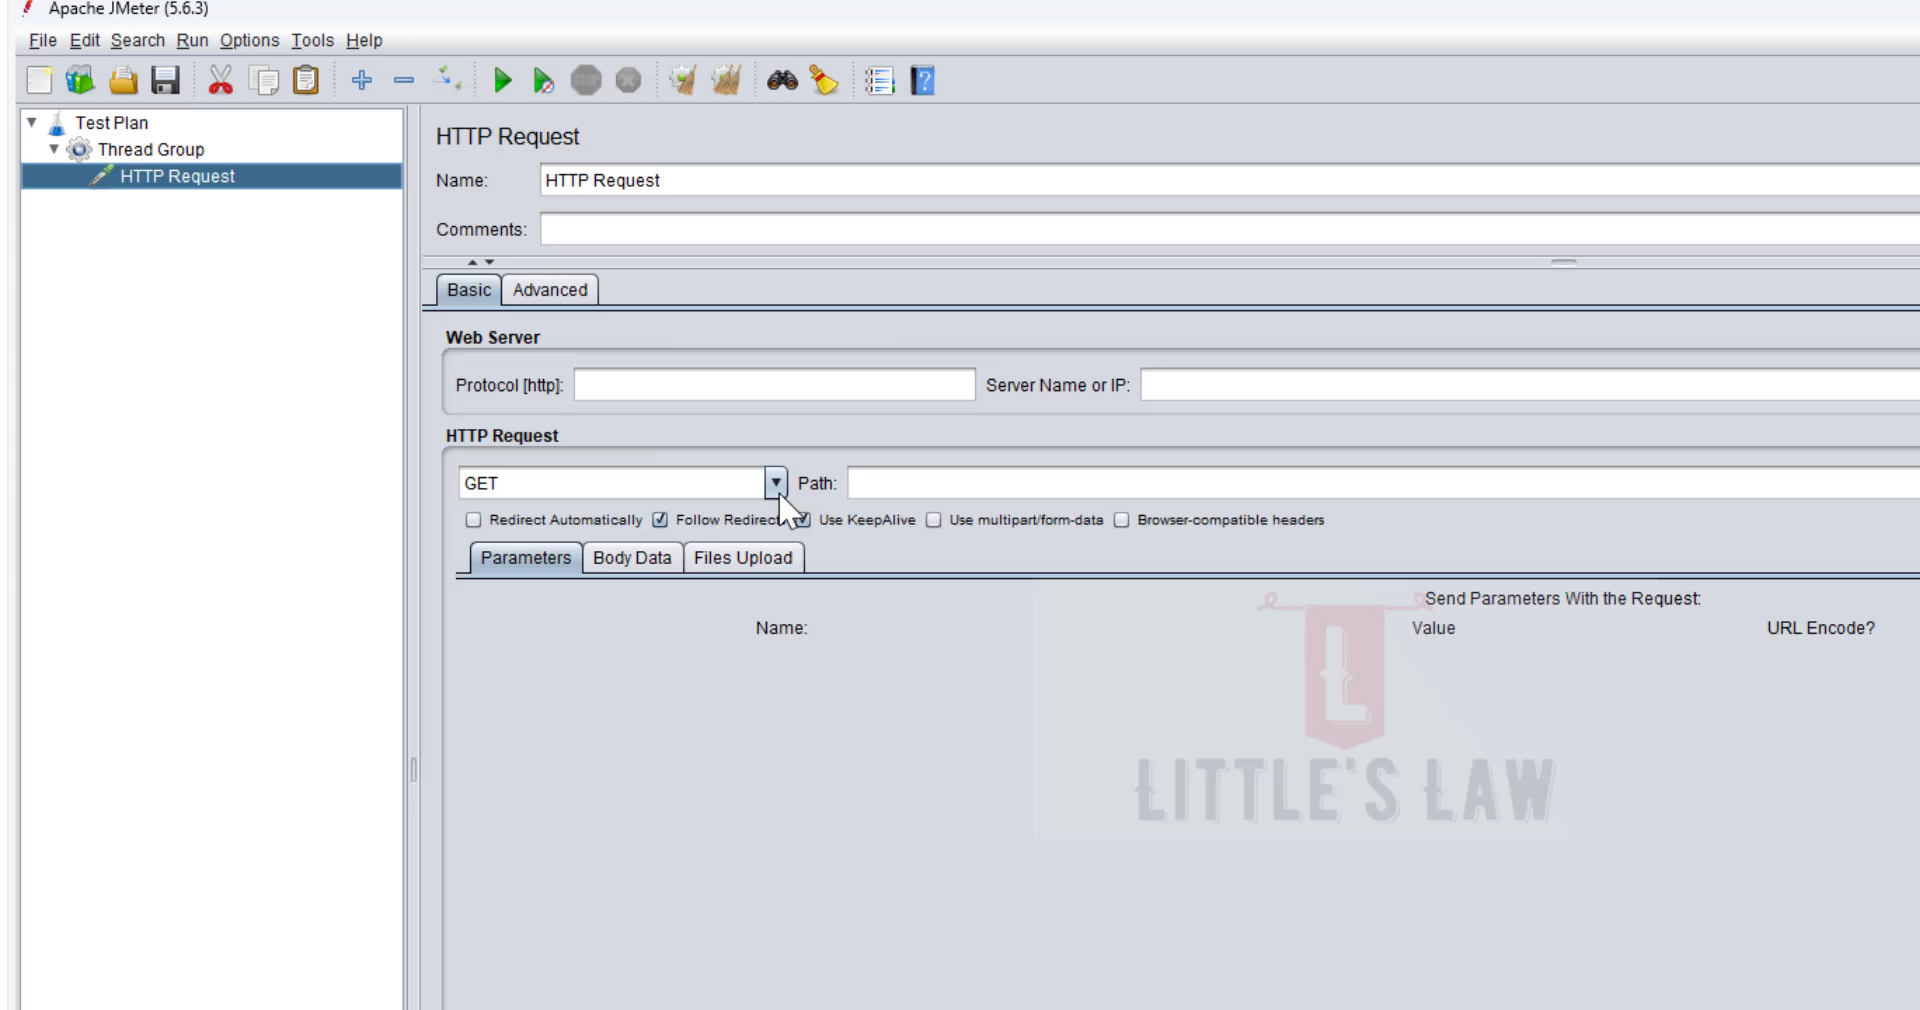 Apache JMeter (5.6.3)
File Edit Search Run Options Tools Help
STOP
Test Plan
Thread Group
HTTP Request
HTTP Request
Name: HTTP Request
Comments:
Basic Advanced
Web Server
Protocol [http]: Server Name or IP:
HTTP Request
GET Path:
Redirect Automatically Follow Redirect Use KeepAlive Use multipart/form-data Browser-compatible headers
Parameters Body Data Files Upload
Send Parameters With the Request:
Name: Value URL Encode?
L
LITTLE'S LAW